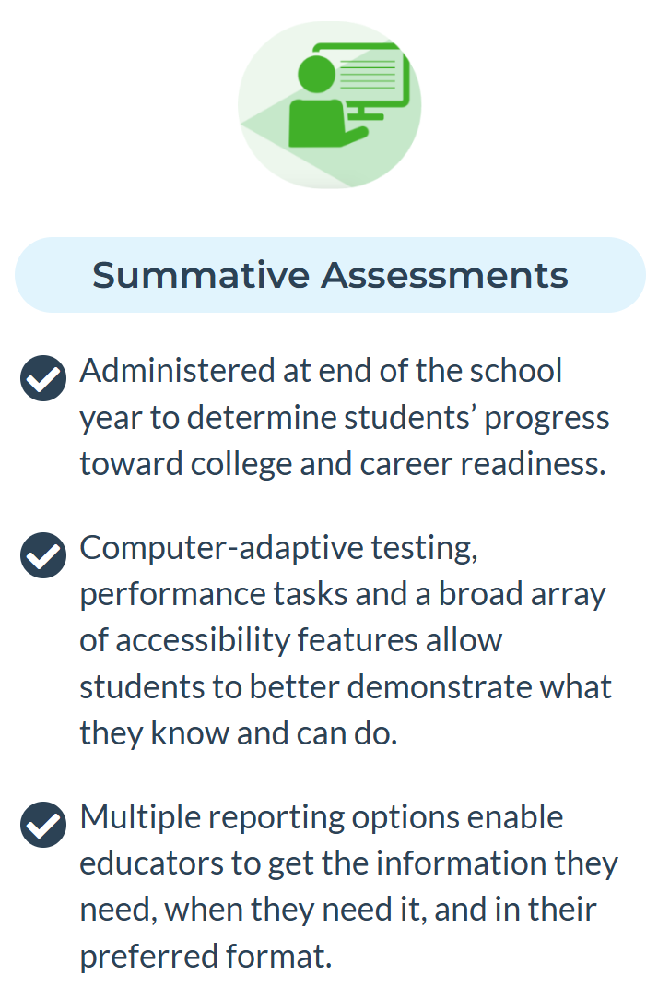 Summative Assessments
Administered at end of the school
year to determine students’ progress
toward college and career readiness.
Computer-adaptive testing,
performance tasks and a broad array
of accessibility features allow
students to better demonstrate what
they know and can do.
Multiple reporting options enable
educators to get the information they
need, when they need it, and in their
preferred format.